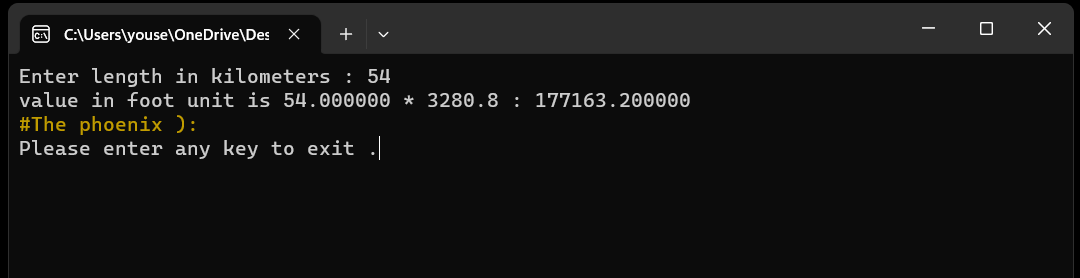 C:\Users\youse\OneDrive\Des
Enter length in kilometers : 54
value in foot unit is 54.000000 * 3280.8 : 177163.200000
#The phoenix ):
Please enter any key to exit .